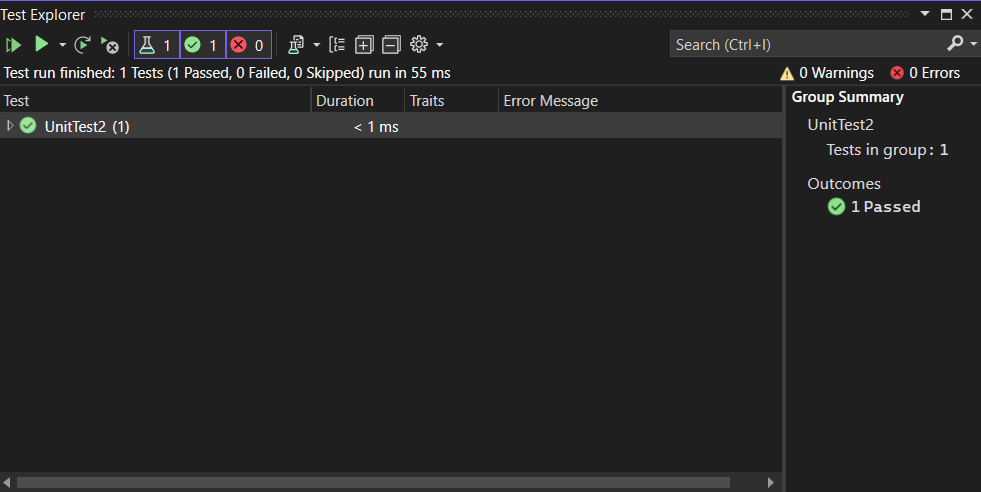 Test Explorer
1 1 0
Search (Ctrl+I)
Test run finished: 1 Tests (1 Passed, 0 Failed, 0 Skipped) run in 55 ms
0 Warnings 0 Errors
Test Duration Traits Error Message
UnitTest2 (1) < 1 ms
Group Summary
UnitTest2
Tests in group: 1
Outcomes
1 Passed